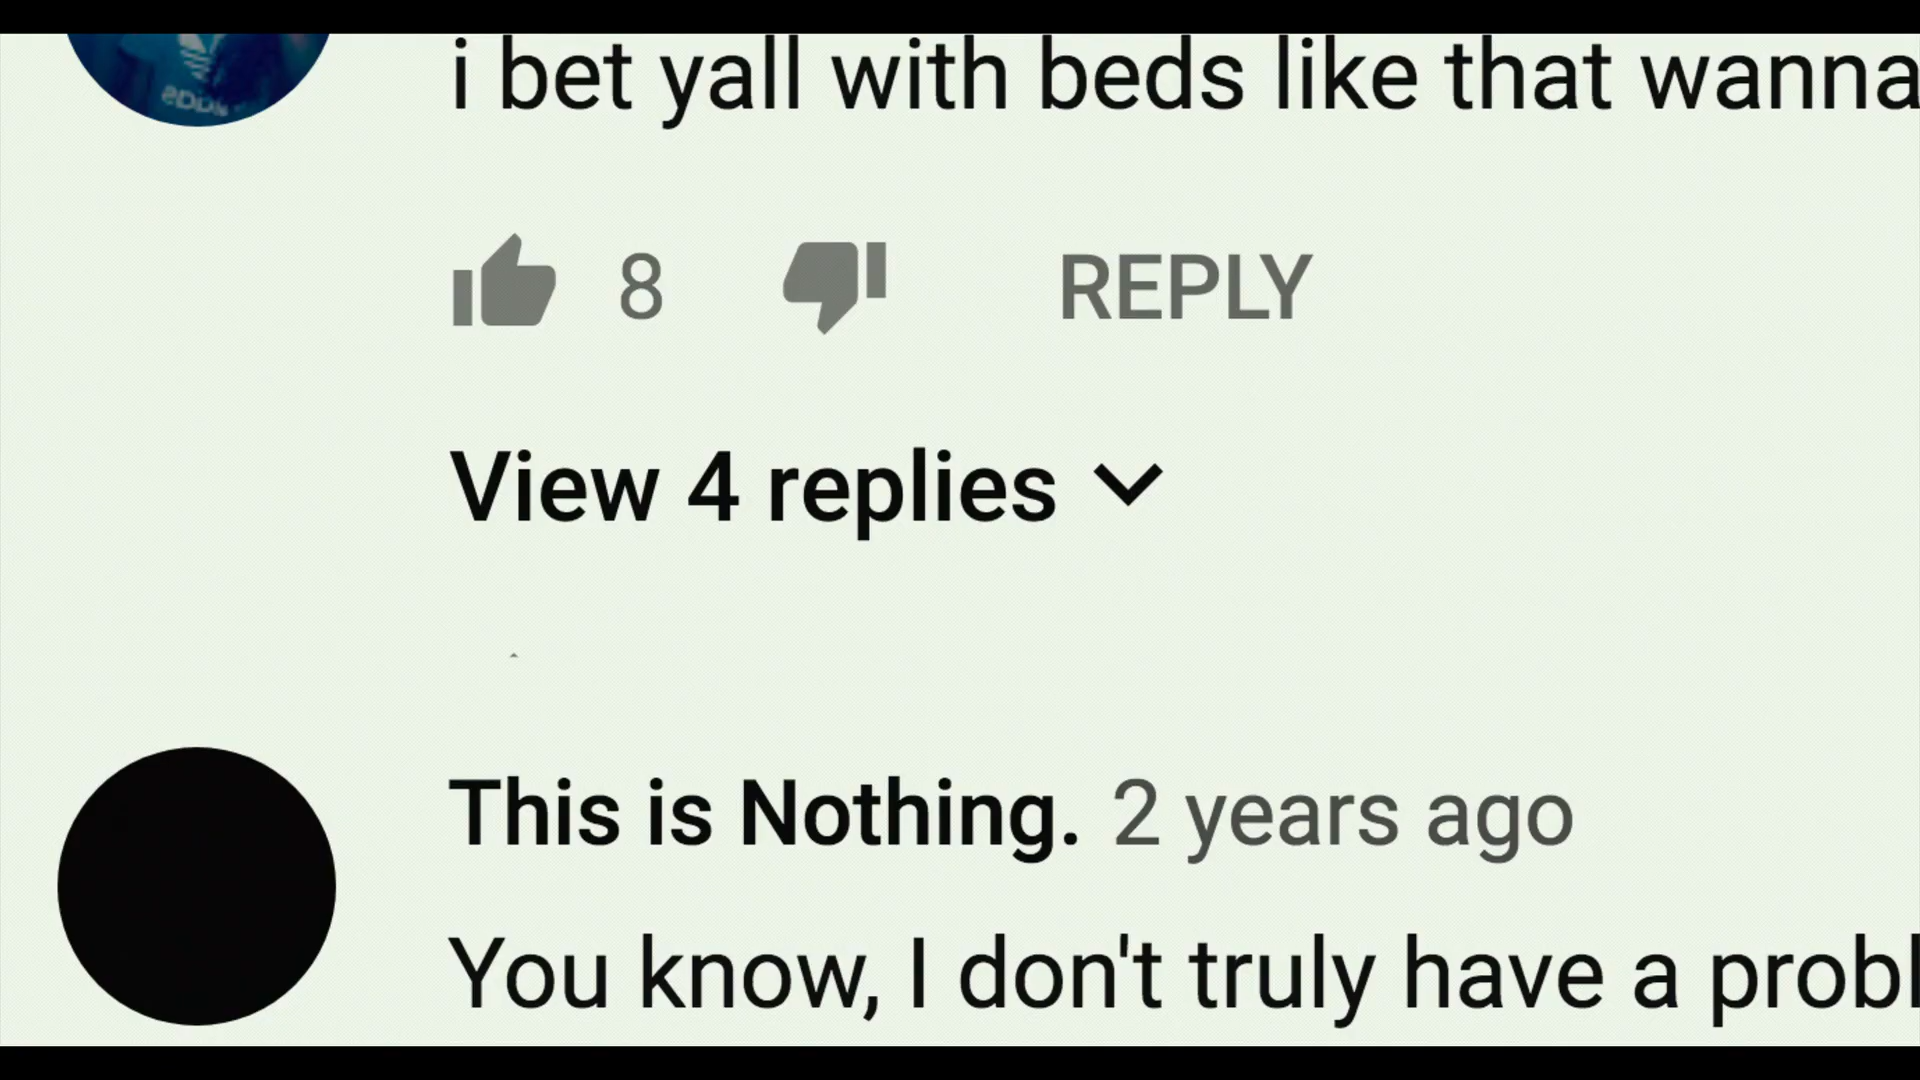 i bet yall with beds like that wanna
8 REPLY
View 4 replies
This is Nothing. 2 years ago
You know, I don't truly have a probl